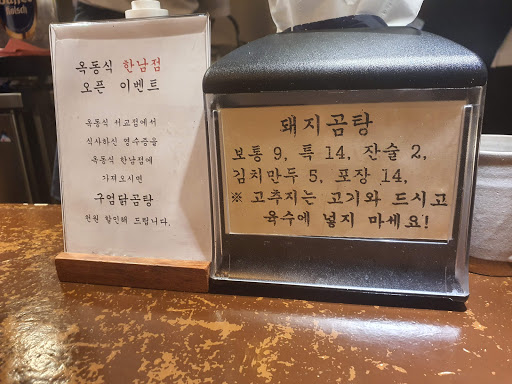 옥동식 한남점
오픈 이벤트
옥동식 서교점에서
식사하신 영수증을
옥동식 한남점에
가져오시면
구엄닭곰탕
천원 할인해 드립니다.
돼지곰탕
보통 9, 특 14, 잔술 2,
김치만두 5, 포장 14,
※ 고추지는 고기와 드시고
육수에 넣지 마세요!